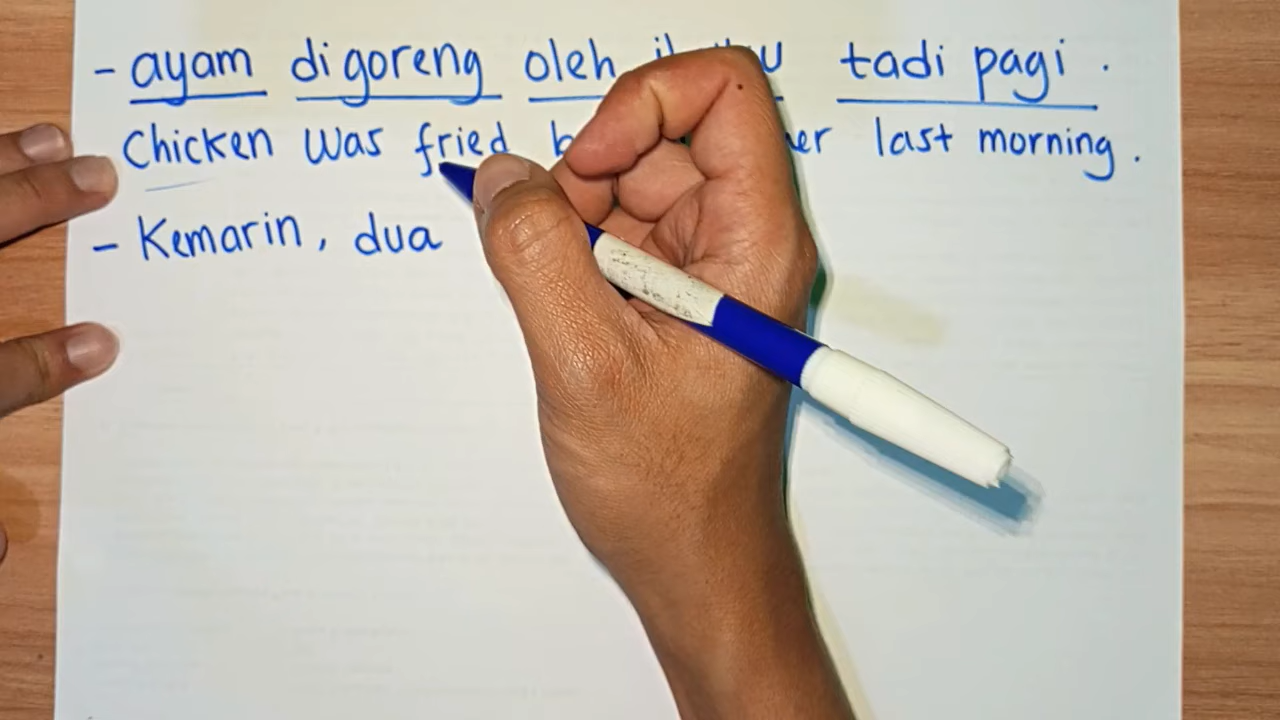 - ayam digoreng oleh tadi pagi.
Chicken was fried last morning.
- Kemarin, dua